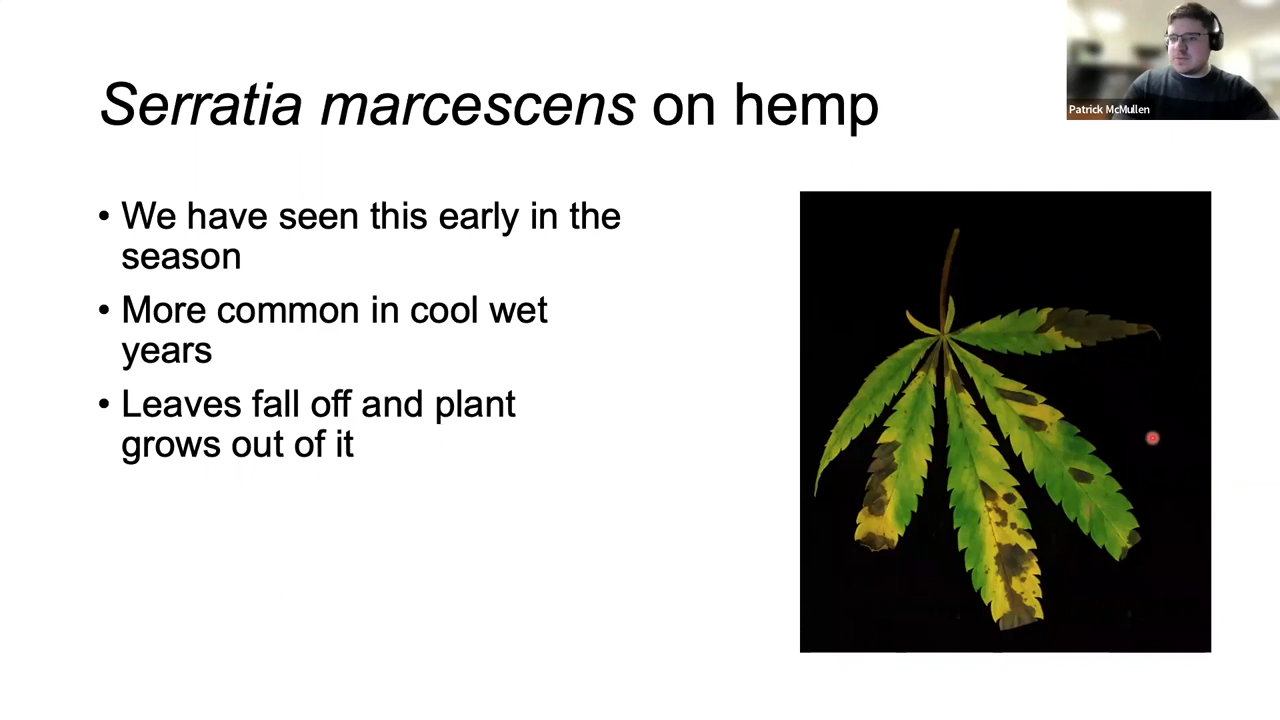 Patrick McMullen
Serratia marcescens on hemp
• We have seen this early in the
season
• More common in cool wet
years
• Leaves fall off and plant
grows out of it